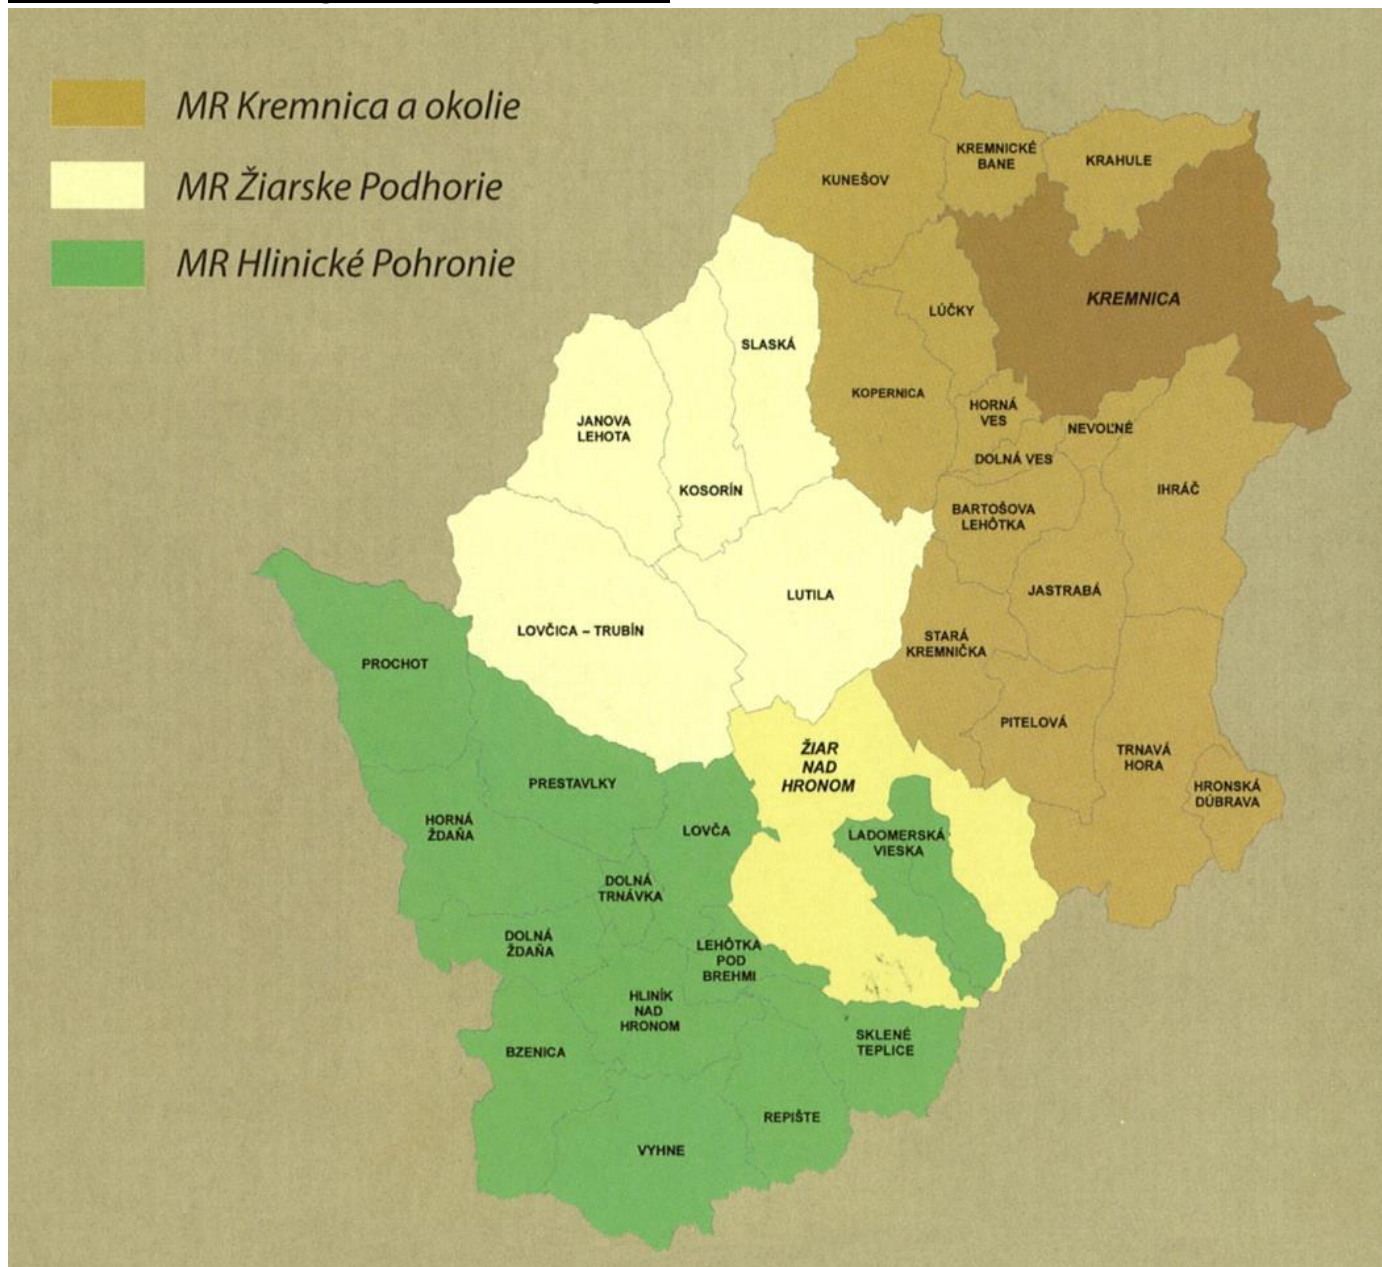 MR Kremnica a okolie
MR Žiarske Podhorie
MR Hlinické Pohronie
KUNEŠOV
KREMNICKÉ
BANE
KRAHULE
KREMNICA
LÚČKY
SLASKÁ
KOPERNICA
HORNÁ
VES
NEVOĽNÉ
JANOVA
LEHOTA
DOLNÁ VES
KOSORÍN
IHRÁČ
BARTOŠOVA
LEHÔTKA
JASTRABÁ
LUTILA
LOVČICA – TRUBÍN
STARÁ
KREMNIČKA
PROCHOT
PITELOVÁ
ŽIAR
NAD
HRONOM
TRNAVÁ
HORA
PRESTAVLKY
HRONSKÁ
DÚBRAVA
HORNÁ
ŽDAŇA
LOVČA
LADOMERSKÁ
VIESKA
DOLNÁ
TRNÁVKA
DOLNÁ
ŽDAŇA
LEHÔTKA
POD
BREHMI
HLINÍK
NAD
HRONOM
SKLENÉ
TEPLICE
BZENICA
REPIŠTE
VYHNE